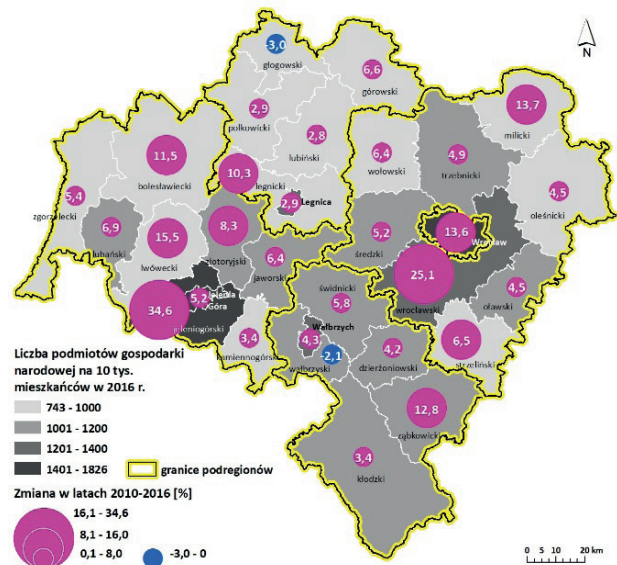 N
-3,0
głogowski
6,6
górowski
2,9
polkowicki
2,8
lubiński
13,7
milicki
11,5
bolesławiecki
10,3
legnicki
6,4
wołowski
4,9
trzebnicki
5,4
zgorzelecki
2,9
Legnica
4,5
oleśnicki
6,9
lubański
15,5
lwówecki
8,3
złotoryjski
5,2
średzki
13,6
Wrocław
6,4
jaworski
25,1
wrocławski
4,5
oławski
34,6
jeleniogórski
5,2
Jelenia
Góra
świdnicki
5,8
Wałbrzych
4,3
-2,1
wałbrzyski
3,4
kamiennogórski
4,2
dzierżoniowski
6,5
strzeliński
12,8
ząbkowicki
3,4
kłodzki
Liczba podmiotów gospodarki
narodowej na 10 tys.
mieszkańców w 2016 r.
743 - 1000
1001 - 1200
1201 - 1400
1401 - 1826
granice podregionów
Zmiana w latach 2010-2016 [%]
16,1 - 34,6
8,1 - 16,0
0,1 - 8,0
-3,0 - 0
0 5 10 20 km